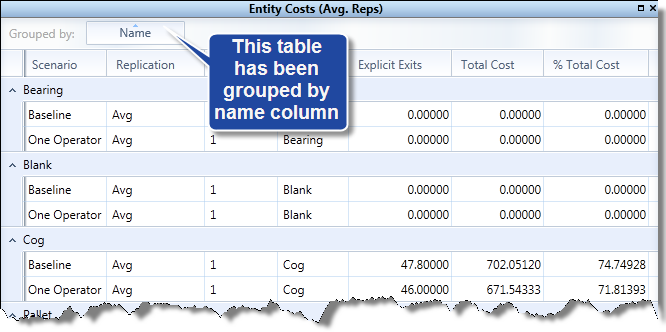 Entity Costs (Avg. Reps)
Grouped by: Name
This table
has been
grouped by
name column
Scenario Replication Explicit Exits Total Cost % Total Cost
Bearing
Baseline Avg 0.00000 0.00000 0.00000
One Operator Avg 1 Bearing 0.00000 0.00000 0.00000
Blank
Baseline Avg 1 Blank 0.00000 0.00000 0.00000
One Operator Avg 1 Blank 0.00000 0.00000 0.00000
Cog
Baseline Avg 1 Cog 47.80000 702.05120 74.74928
One Operator Avg 1 Cog 46.00000 671.54333 71.81393
Pallet